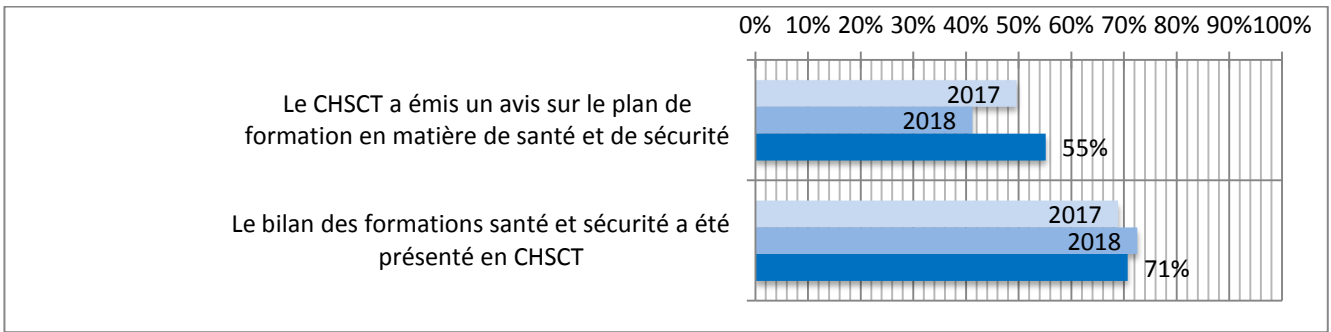 0% 10% 20% 30% 40% 50% 60% 70% 80% 90%100%
Le CHSCT a émis un avis sur le plan de
formation en matière de santé et de sécurité
2017
2018
55%
Le bilan des formations santé et sécurité a été
présenté en CHSCT
2017
2018
71%